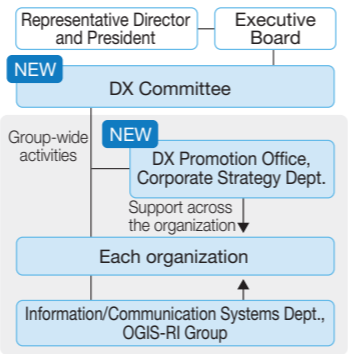 Representative Director
and President
Executive
Board
NEW
DX Committee
Group-wide
activities
NEW
DX Promotion Office,
Corporate Strategy Dept.
Support across
the organization
Each organization
Information/Communication Systems Dept.,
OGIS-RI Group